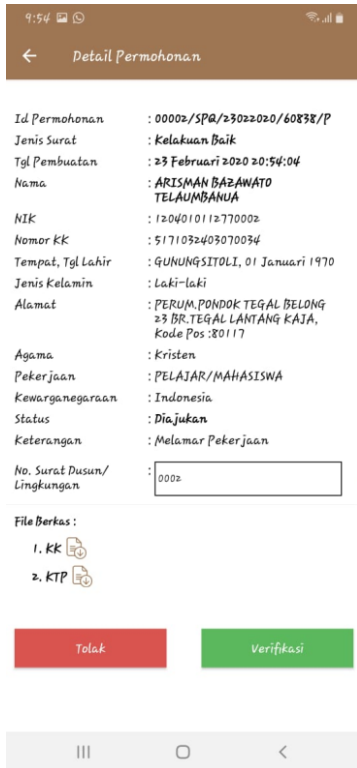 9:54
Detail Permohonan
Id Permohonan : 00002/SPQ/23022020/60838/P
Jenis Surat : Kelakuan Baik
Tgl Pembuatan : 23 Februari 2020 20:54:04
Nama : ARISMAN BAZAWATO
TELAUMBANUA
NIK : 1204010112770002
Nomor KK : 5171032403070034
Tempat, Tgl Lahir : GUNUNGSITOLI, 01 Januari 1970
Jenis Kelamin : Laki-laki
Alamat : PERUM.PONDOK TEGAL BELONG
23 BR.TEGAL LANTANG KAJA,
Kode Pos :80117
Agama : Kristen
Pekerjaan : PELAJAR/MAHASISWA
Kewarganegaraan : Indonesia
Status : Diajukan
Keterangan : Melamar Pekerjaan
No. Surat Dusun/
Lingkungan : 0002
File Berkas :
1. KK
2. KTP
Tolak Verifikasi